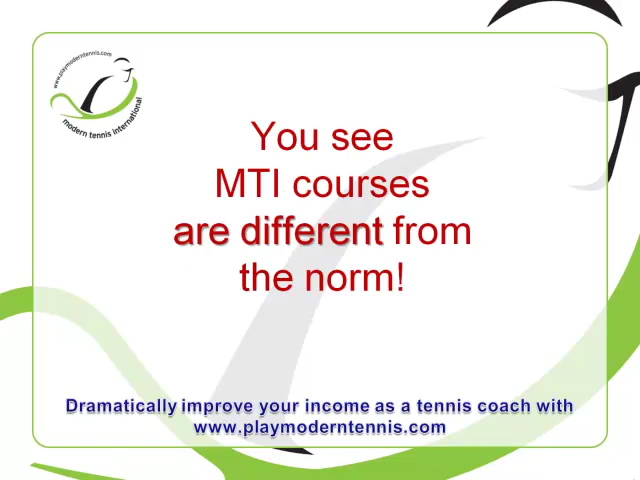 www.playmoderntennis.com
modern tennis international
You see
MTI courses
are different from
the norm!
Dramatically improve your income as a tennis coach with
www.playmoderntennis.com